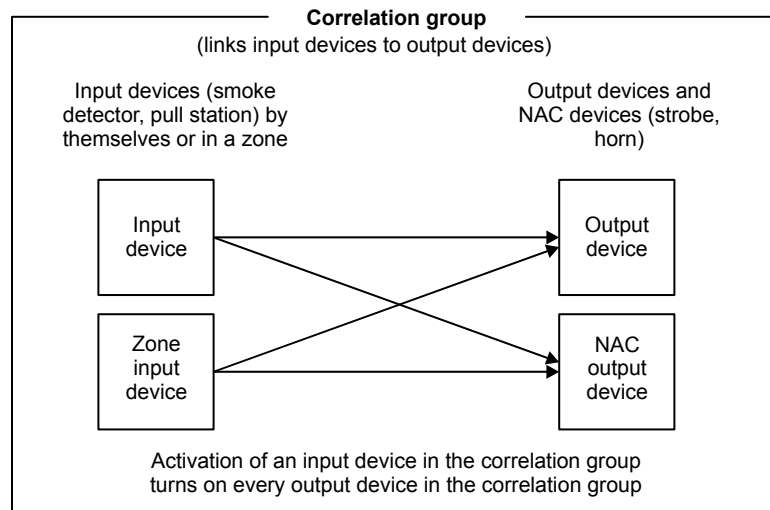 Correlation group
(links input devices to output devices)
Input devices (smoke
detector, pull station) by
themselves or in a zone
Output devices and
NAC devices (strobe,
horn)
Input
device
Output
device
Zone
input
device
NAC
output
device
Activation of an input device in the correlation group
turns on every output device in the correlation group